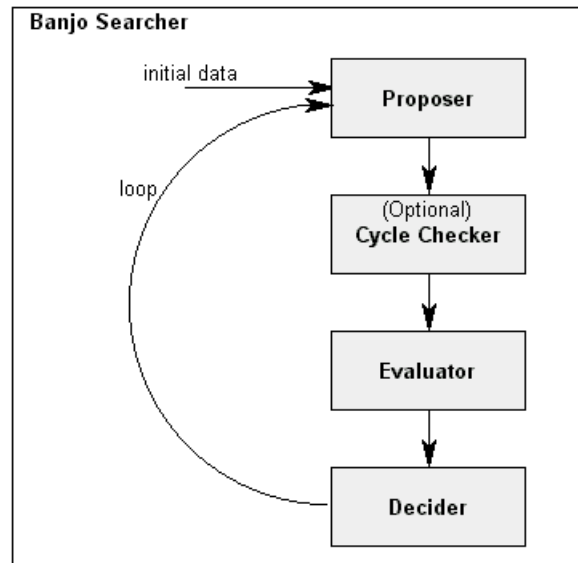 Banjo Searcher
initial data
Proposer
loop
(Optional)
Cycle Checker
Evaluator
Decider